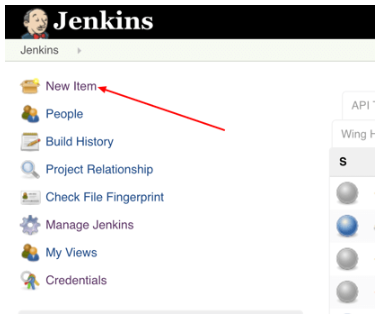 Jenkins
Jenkins
New Item
People
Build History
Project Relationship
Check File Fingerprint
Manage Jenkins
My Views
Credentials
API
Wing
S